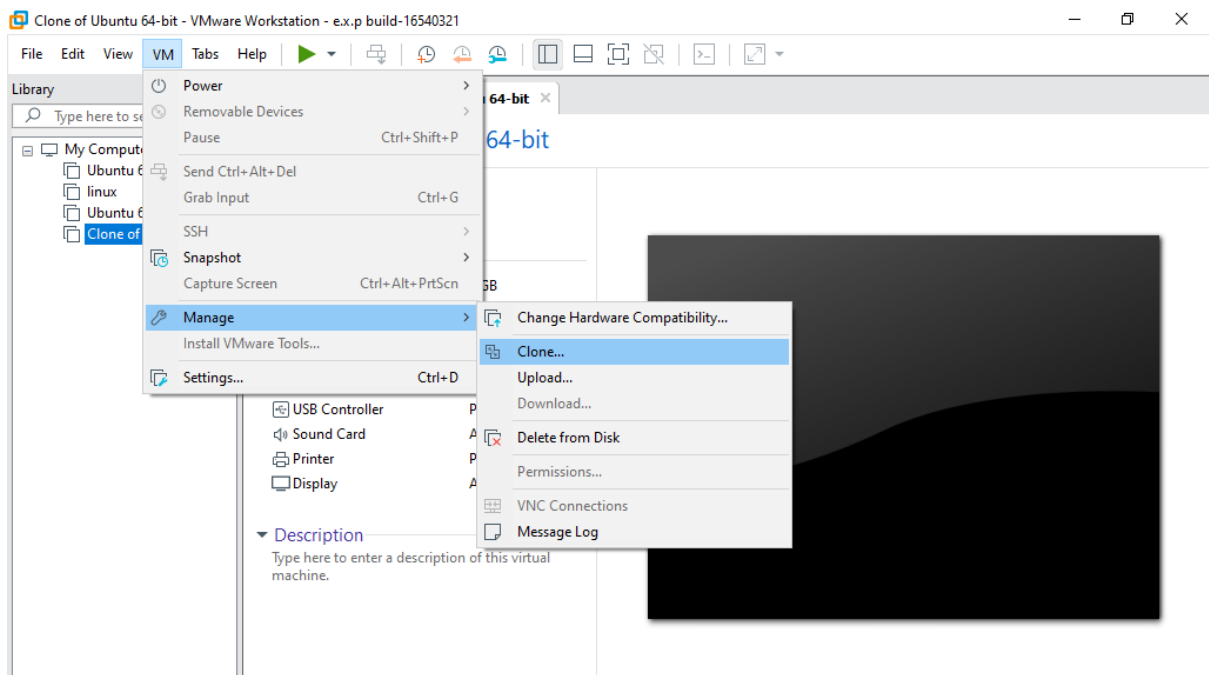 Clone of Ubuntu 64-bit - VMware Workstation - e.x.p build-16540321
File Edit View VM Tabs Help
Library
Type here to se
My Compute
Ubuntu 6
linux
Ubuntu 6
Clone of
Power
Removable Devices
Pause Ctrl+Shift+P
Send Ctrl+Alt+Del
Grab Input Ctrl+G
SSH
Snapshot
Capture Screen Ctrl+Alt+PrtScn
Manage
Install VMware Tools...
Settings... Ctrl+D
64-bit
64-bit
GB
Change Hardware Compatibility...
Clone...
Upload...
Download...
Delete from Disk
Permissions...
VNC Connections
Message Log
USB Controller P
Sound Card A
Printer P
Display A
Description
Type here to enter a description of this virtual
machine.